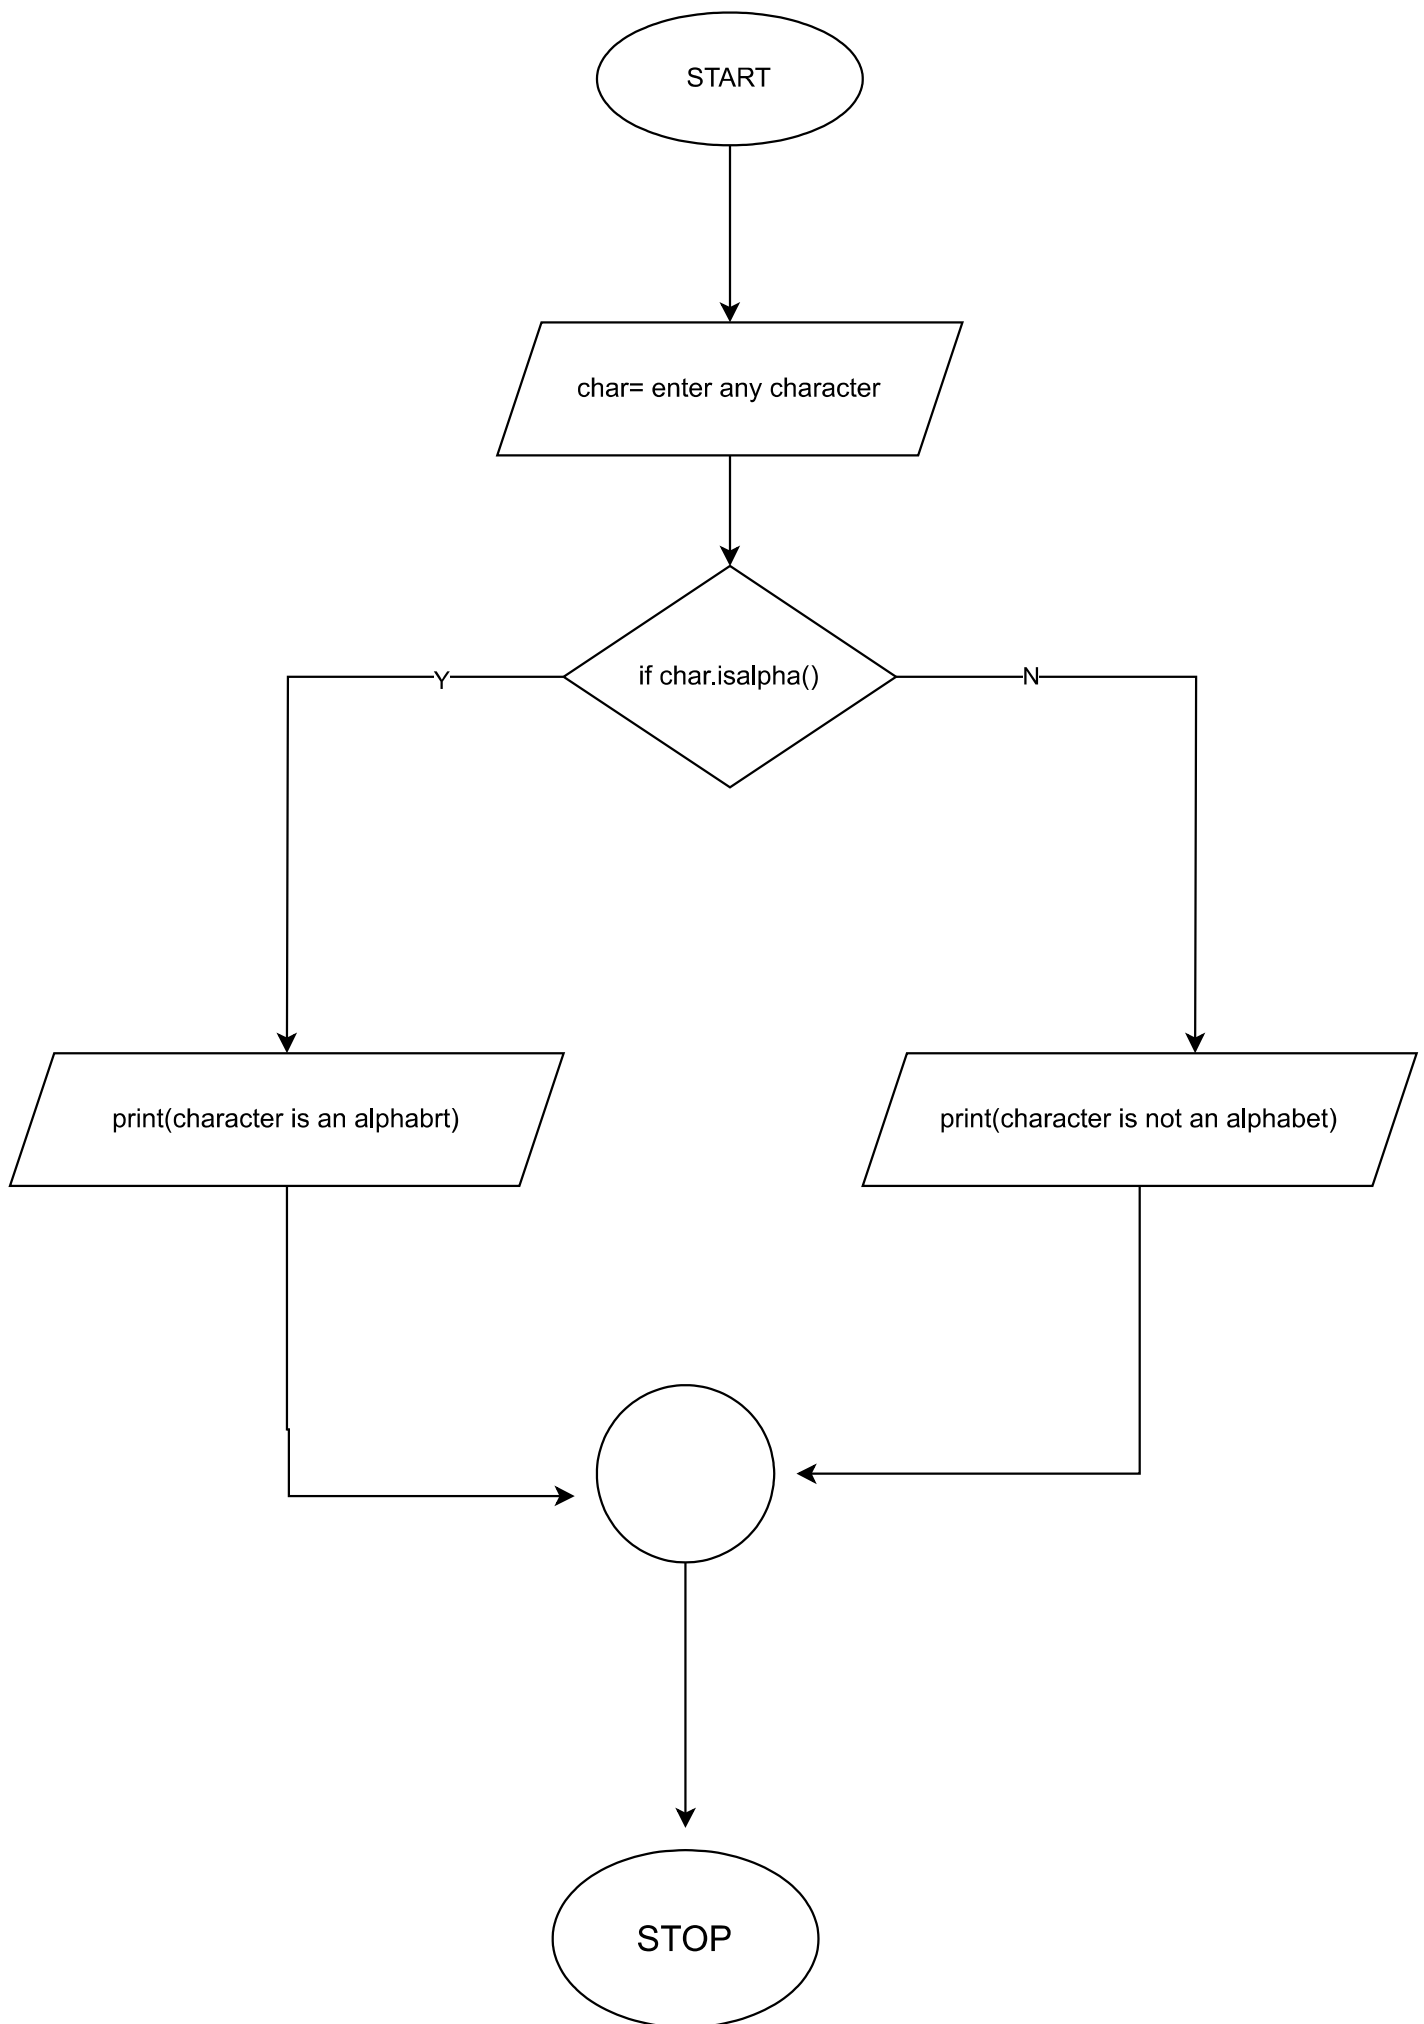 START
char= enter any character
if char.isalpha()
Y
N
print(character is an alphabrt)
print(character is not an alphabet)
STOP